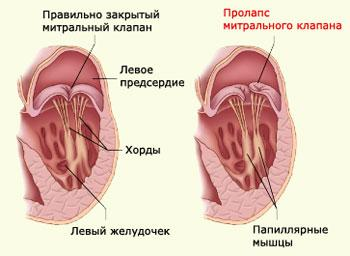 Правильно закрытый
митральный клапан
Пролапс
митрального клапана
Левое
предсердие
Хорды
Левый желудочек
Папиллярные
мышцы